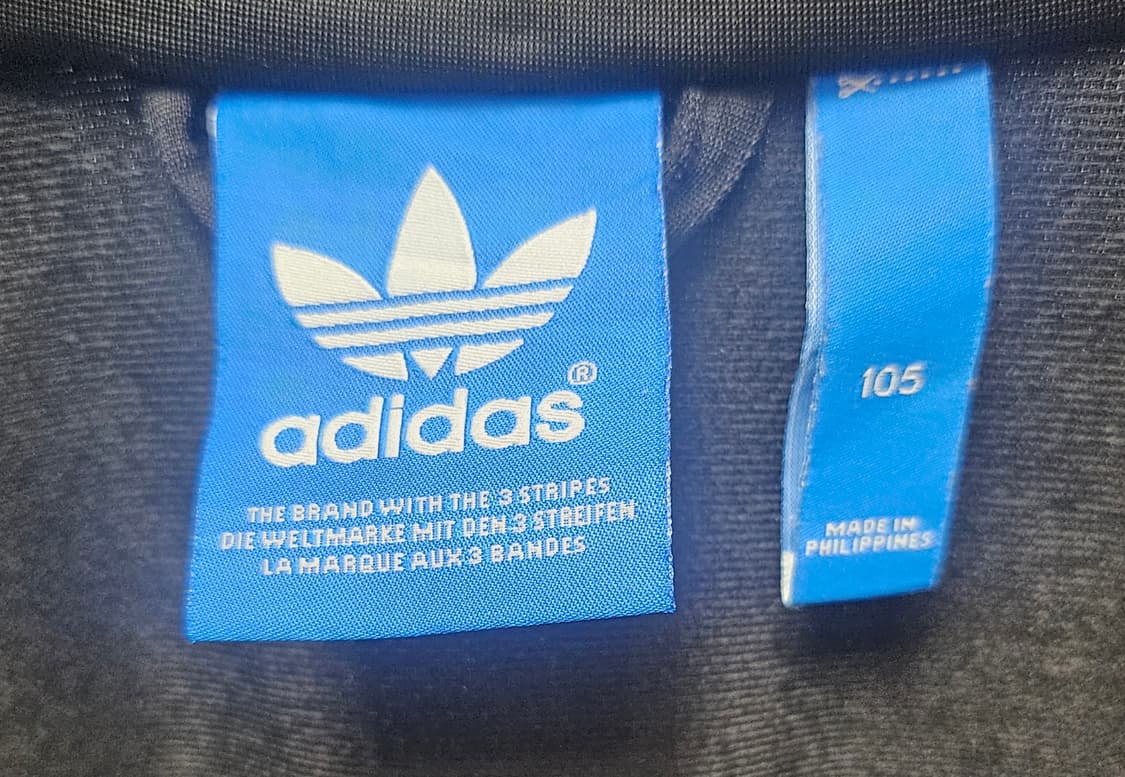 adidas®
THE BRAND WITH THE 3 STRIPES
DIE WELTMARKE MIT DEN 3 STREIFEN
LA MARQUE AUX 3 BANDES
105
MADE IN
PHILIPPINES